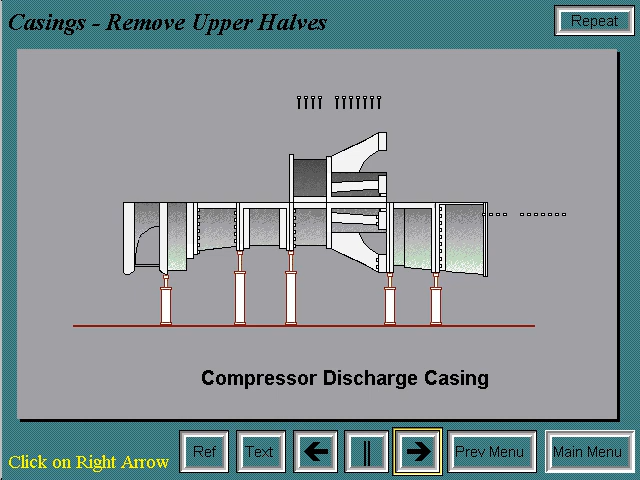 Casings - Remove Upper Halves
Repeat
Compressor Discharge Casing
Click on Right Arrow
Ref
Text
Prev Menu
Main Menu